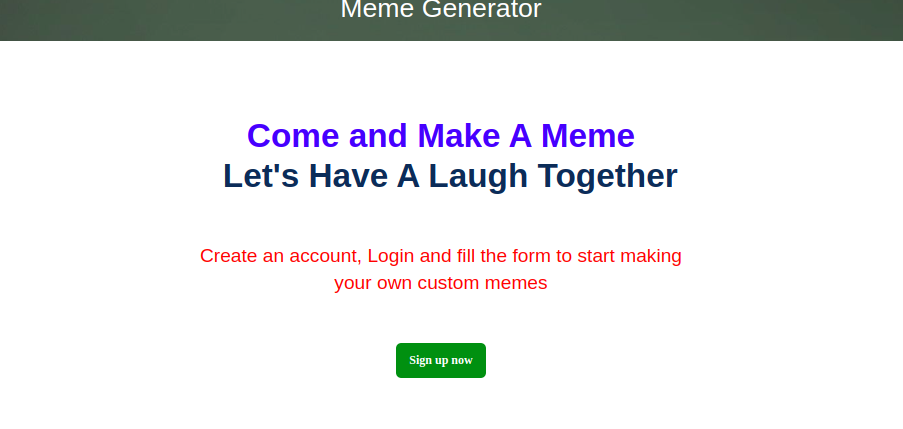 Meme Generator
Come and Make A Meme
Let's Have A Laugh Together
Create an account, Login and fill the form to start making
your own custom memes
Sign up now